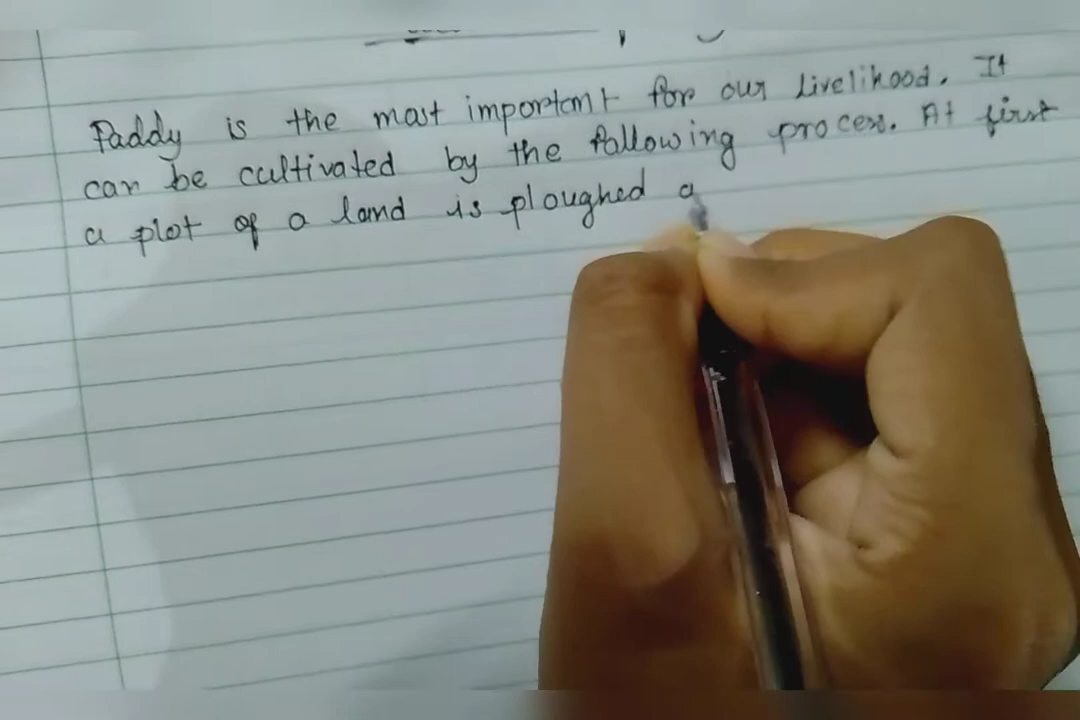 Paddy is the most important for our livelihood. It
can be cultivated by the following process. At first
a plot of a land is ploughed a